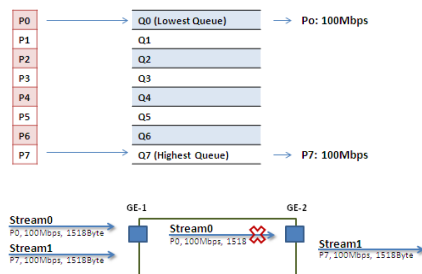 P0 Q0 (Lowest Queue) Po: 100Mbps
P1 Q1
P2 Q2
P3 Q3
P4 Q4
P5 Q5
P6 Q6
P7 Q7 (Highest Queue) P7: 100Mbps
GE-1 GE-2
Stream0
P0, 100Mbps, 1518Byte
Stream0
P0, 100Mbps, 1518
Stream1
P7, 100Mbps, 1518Byte
Stream1
P7, 100Mbps, 1518Byte